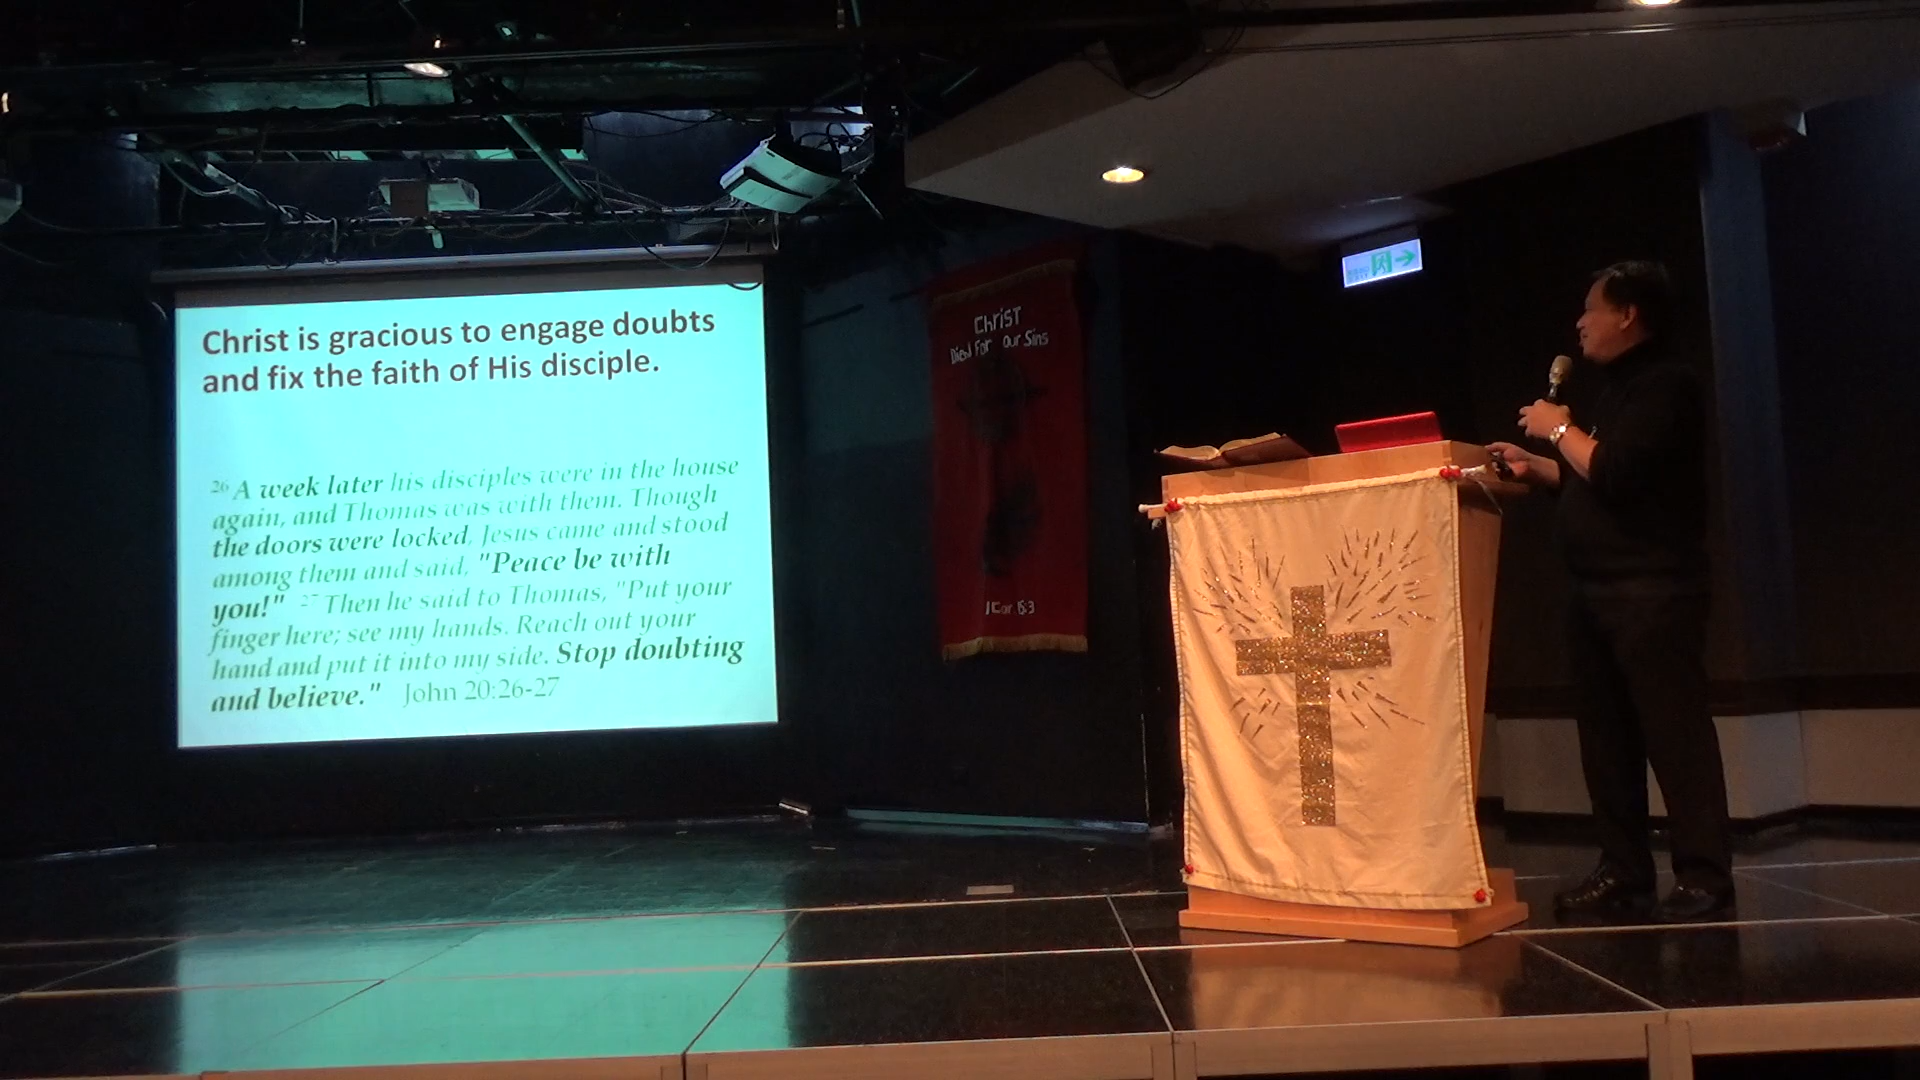 Christ is gracious to engage doubts
and fix the faith of His disciple.
26 A week later his disciples were in the house
again, and Thomas was with them. Though
the doors were locked, Jesus came and stood
among them and said, "Peace be with
you!" 27 Then he said to Thomas, "Put your
finger here; see my hands. Reach out your
hand and put it into my side. Stop doubting
and believe." John 20:26-27
Christ
Died For Our Sins
1 Cor. 15:3